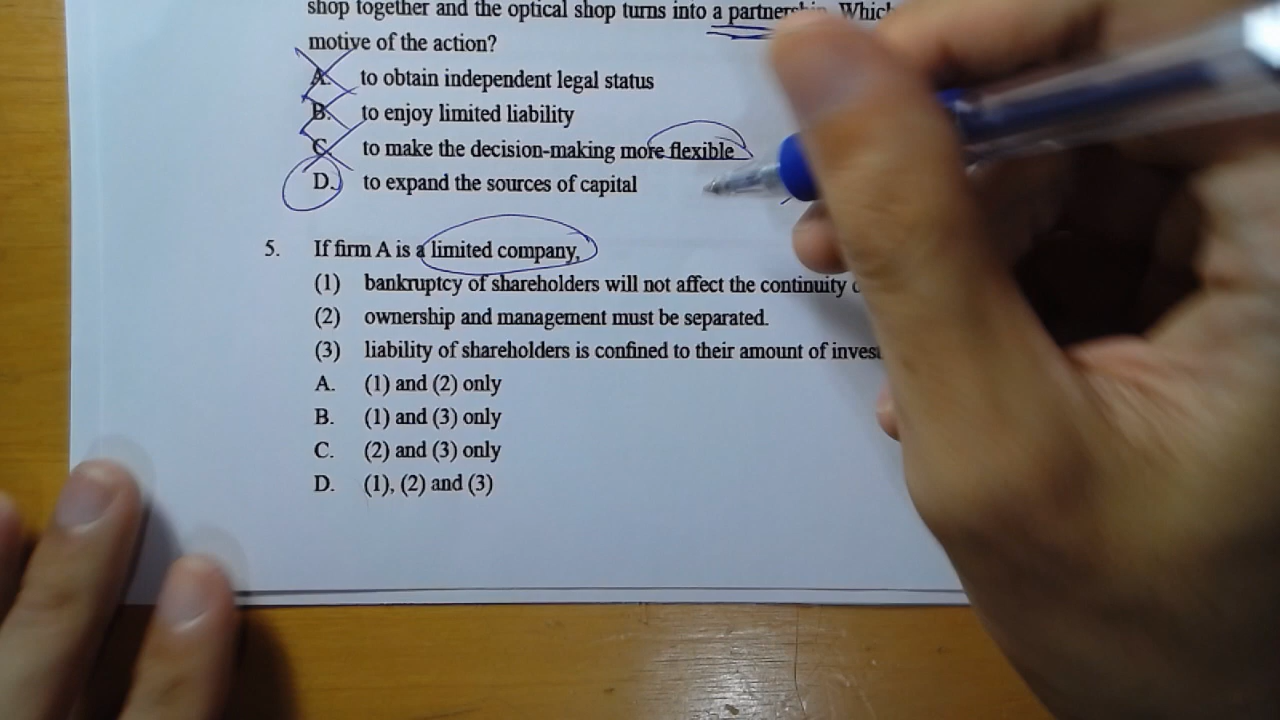 shop together and the optical shop turns into a partnership. Which
motive of the action?
A. to obtain independent legal status
B. to enjoy limited liability
C. to make the decision-making more flexible
D. to expand the sources of capital
5. If firm A is a limited company,
(1) bankruptcy of shareholders will not affect the continuity
(2) ownership and management must be separated.
(3) liability of shareholders is confined to their amount of
A. (1) and (2) only
B. (1) and (3) only
C. (2) and (3) only
D. (1), (2) and (3)